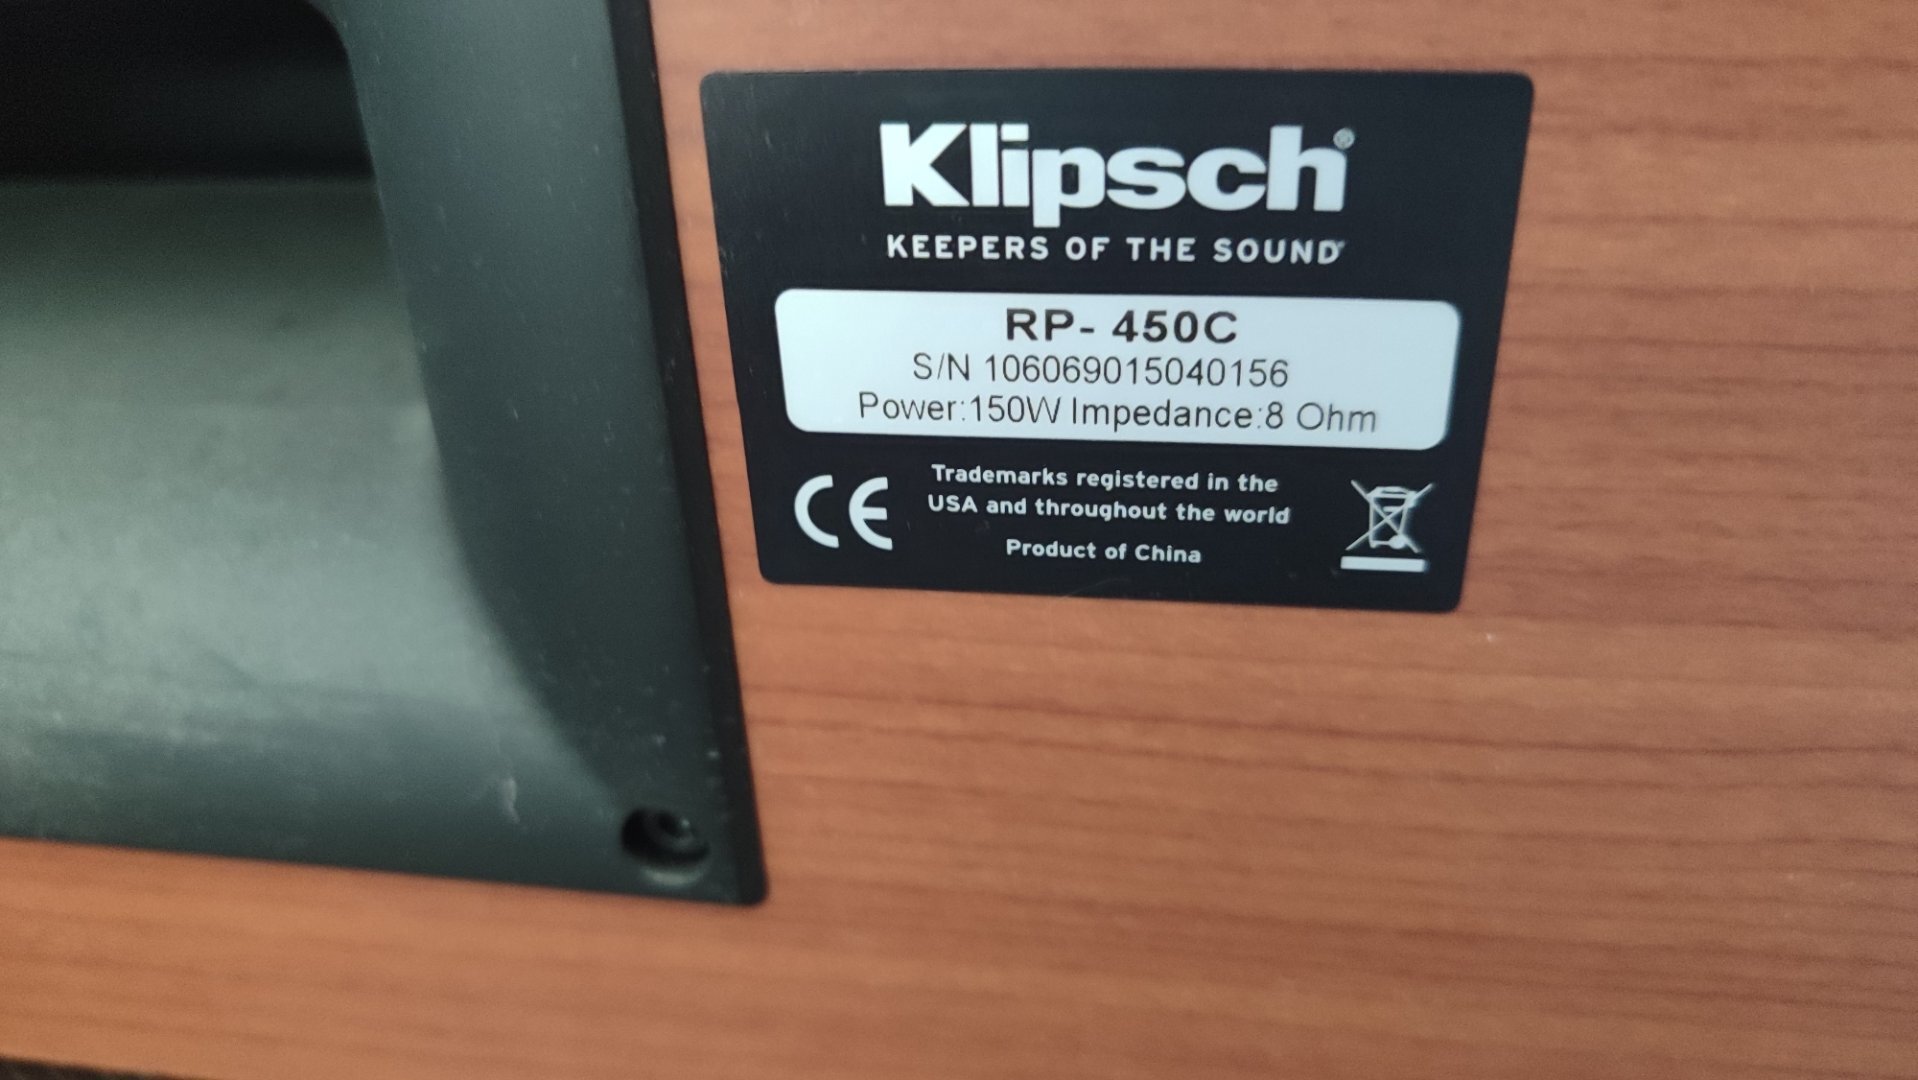 Klipsch®
KEEPERS OF THE SOUND
RP- 450C
S/N 106069015040156
Power:150W Impedance:8 Ohm
CE
Trademarks registered in the
USA and throughout the world
Product of China